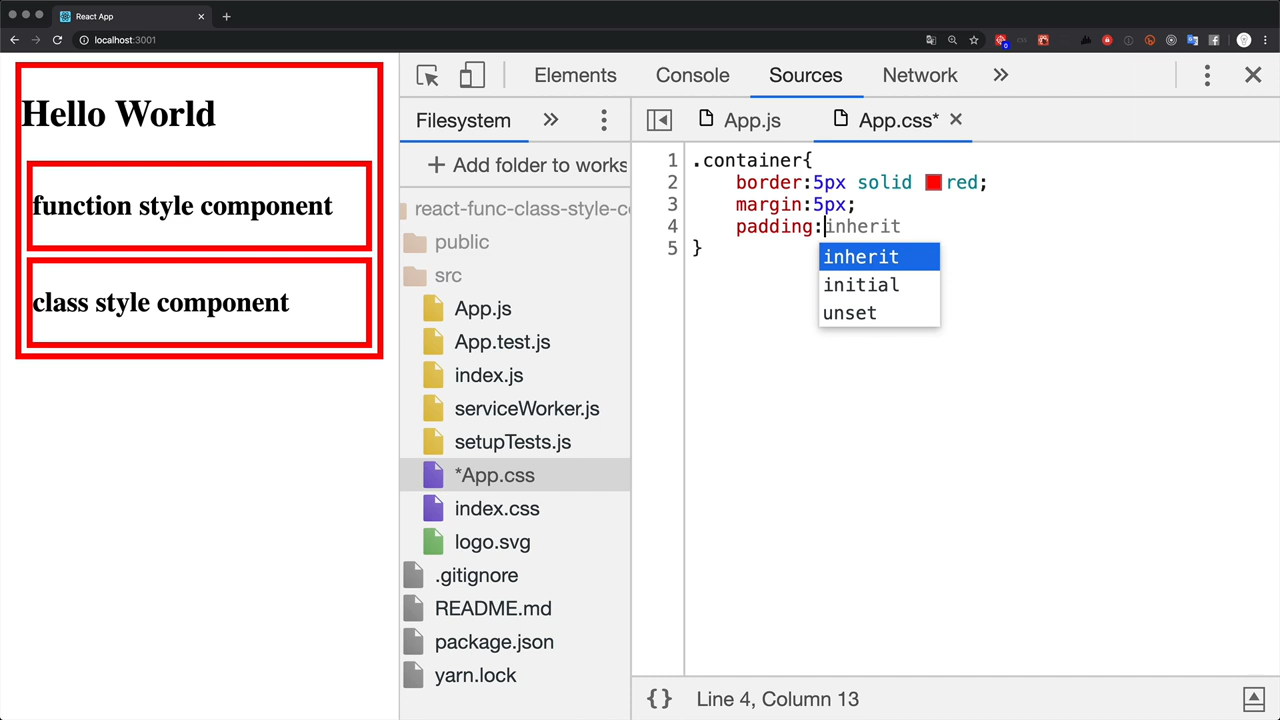 React App
localhost:3001
Hello World
function style component
class style component
Elements
Console
Sources
Network
Filesystem
Add folder to works
react-func-class-style-c
public
src
App.js
App.test.js
index.js
serviceWorker.js
setupTests.js
*App.css
index.css
logo.svg
.gitignore
README.md
package.json
yarn.lock
App.js
App.css*
1 .container{
2 border:5px solid red;
3 margin:5px;
4 padding:inherit
5 }
inherit
initial
unset
{} Line 4, Column 13